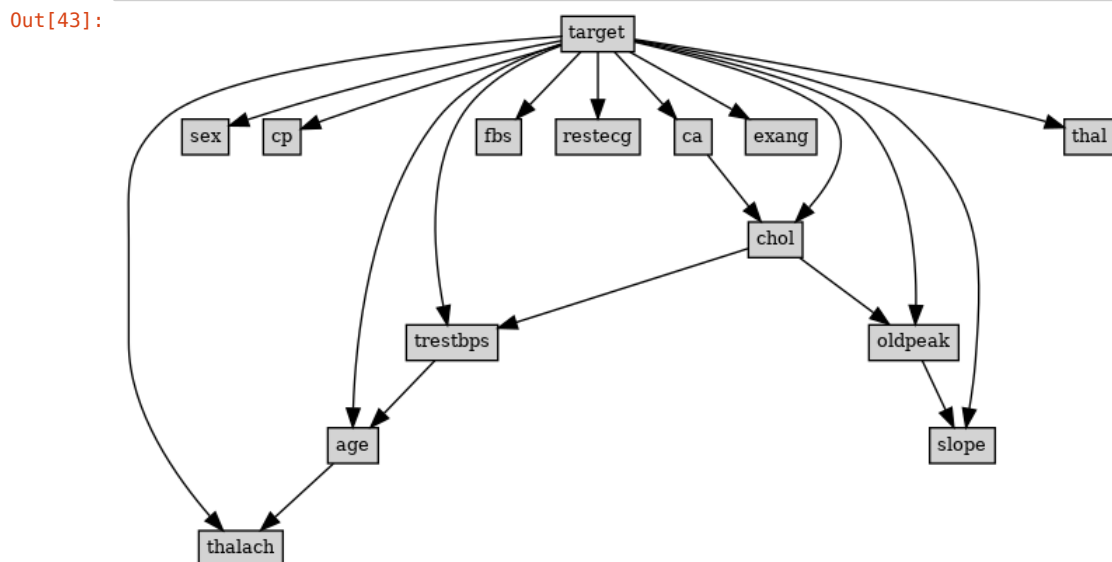 Out[43]:
target
sex
cp
fbs
restecg
ca
exang
thal
chol
trestbps
oldpeak
age
slope
thalach